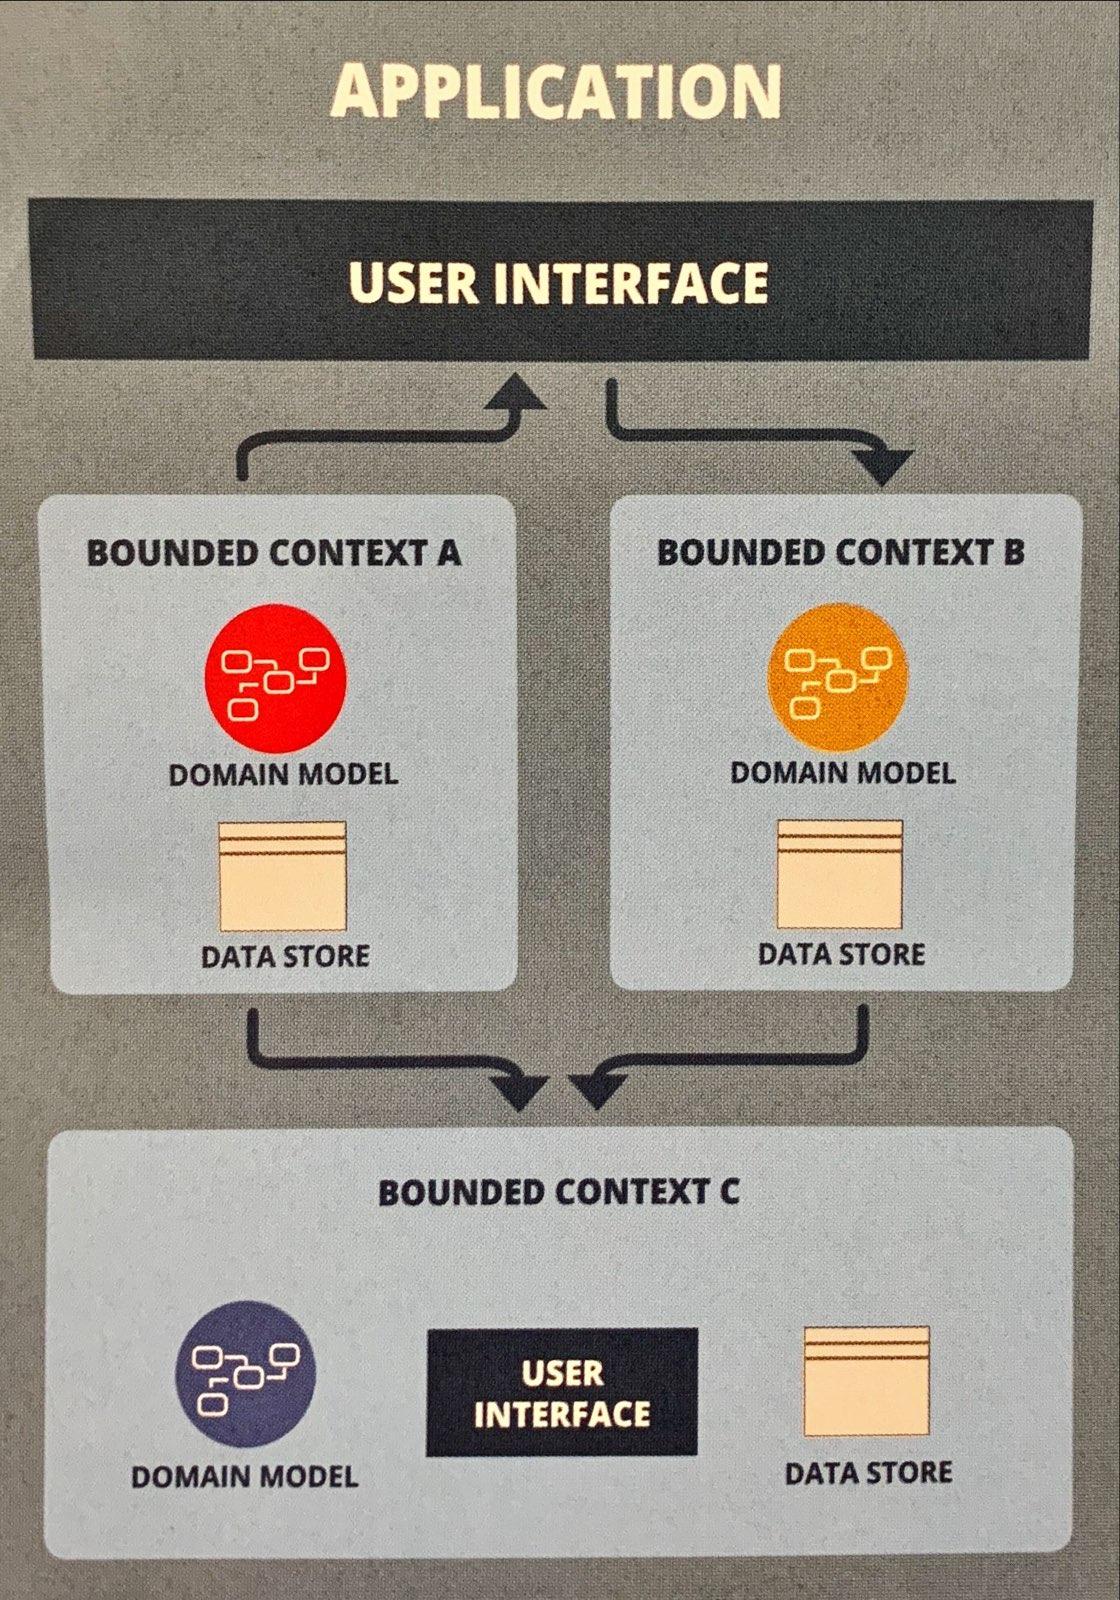 APPLICATION
USER INTERFACE
BOUNDED CONTEXT A
BOUNDED CONTEXT B
DOMAIN MODEL
DOMAIN MODEL
DATA STORE
DATA STORE
BOUNDED CONTEXT C
USER
INTERFACE
DOMAIN MODEL
DATA STORE